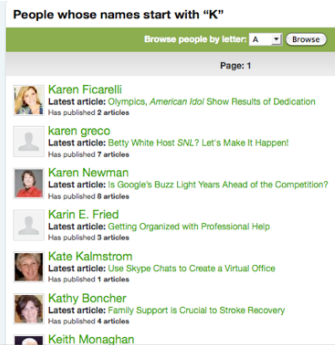 People whose names start with “K”
Browse people by letter: A Browse
Page: 1
Karen Ficarelli
Latest article: Olympics, American Idol Show Results of Dedication
Has published 2 articles
karen greco
Latest article: Betty White Host SNL? Let's Make It Happen!
Has published 7 articles
Karen Newman
Latest article: Is Google's Buzz Light Years Ahead of the Competition?
Has published 8 articles
Karin E. Fried
Latest article: Getting Organized with Professional Help
Has published 3 articles
Kate Kalmstrom
Latest article: Use Skype Chats to Create a Virtual Office
Has published 1 articles
Kathy Boncher
Latest article: Family Support is Crucial to Stroke Recovery
Has published 4 articles
Keith Monaghan